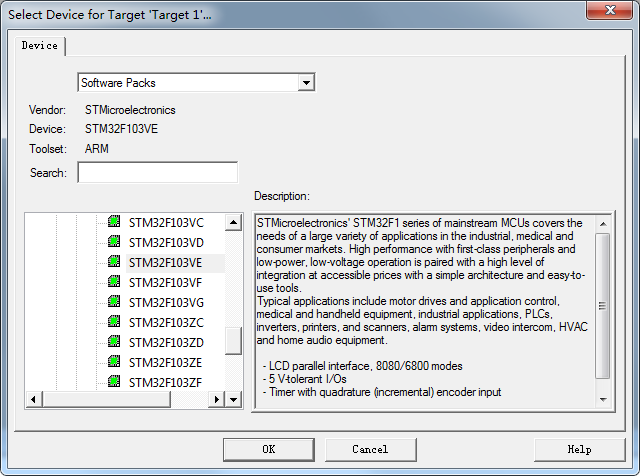 Select Device for Target 'Target 1'...
Device
Software Packs
Vendor: STMicroelectronics
Device: STM32F103VE
Toolset: ARM
Search:
Description:
STM32F103VC
STM32F103VD
STM32F103VE
STM32F103VF
STM32F103VG
STM32F103ZC
STM32F103ZD
STM32F103ZE
STM32F103ZF
STMicroelectronics' STM32F1 series of mainstream MCUs covers the
needs of a large variety of applications in the industrial, medical and
consumer markets. High performance with first-class peripherals and
low-power, low-voltage operation is paired with a high level of
integration at accessible prices with a simple architecture and easy-to-
use tools.
Typical applications include motor drives and application control,
medical and handheld equipment, industrial applications, PLCs,
inverters, printers, and scanners, alarm systems, video intercom, HVAC
and home audio equipment.
- LCD parallel interface, 8080/6800 modes
- 5 V-tolerant I/Os
- Timer with quadrature (incremental) encoder input
OK
Cancel
Help